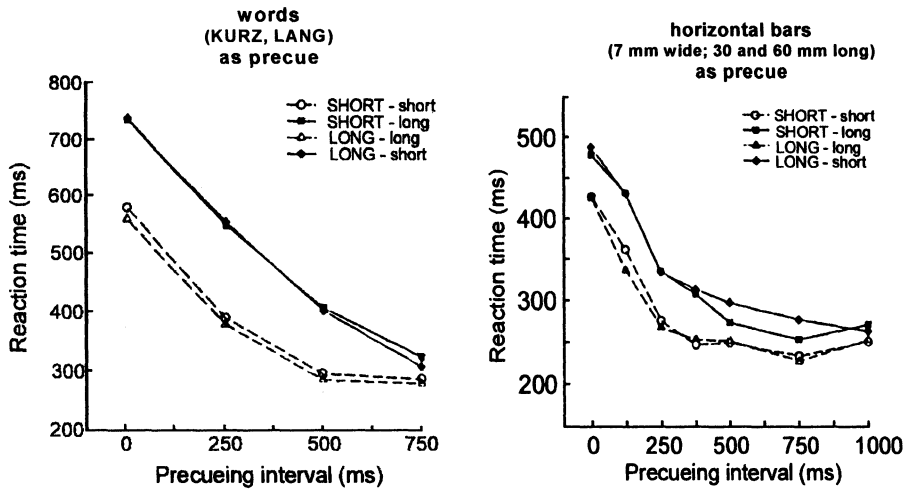 words
(KURZ, LANG)
as precue
800
700
600
500
400
300
200
Reaction time (ms)
SHORT - short
SHORT - long
LONG - long
LONG - short
0 250 500 750
Precueing interval (ms)
horizontal bars
(7 mm wide; 30 and 60 mm long)
as precue
500
400
300
200
Reaction time (ms)
SHORT - short
SHORT - long
LONG - long
LONG - short
0 250 500 750 1000
Precueing interval (ms)